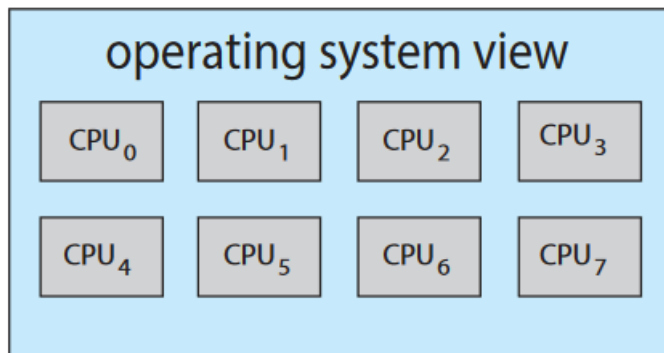 operating system view
CPU₀ CPU₁ CPU₂ CPU₃
CPU₄ CPU₅ CPU₆ CPU₇